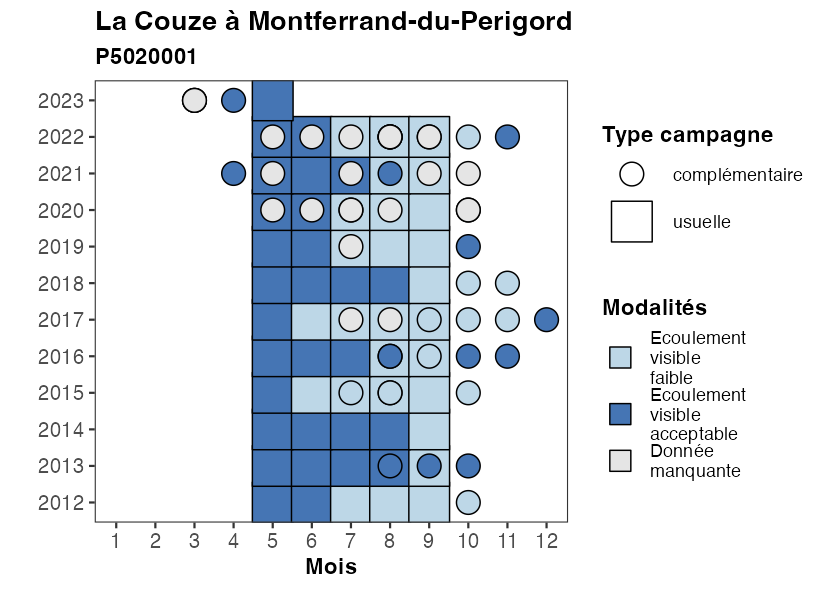 La Couze à Montferrand-du-Perigord
P5020001
2023
2022
2021
2020
2019
2018
2017
2016
2015
2014
2013
2012
1 2 3 4 5 6 7 8 9 10 11 12
Mois
Type campagne
complémentaire
usuelle
Modalités
Ecoulement
visible
faible
Ecoulement
visible
acceptable
Donnée
manquante